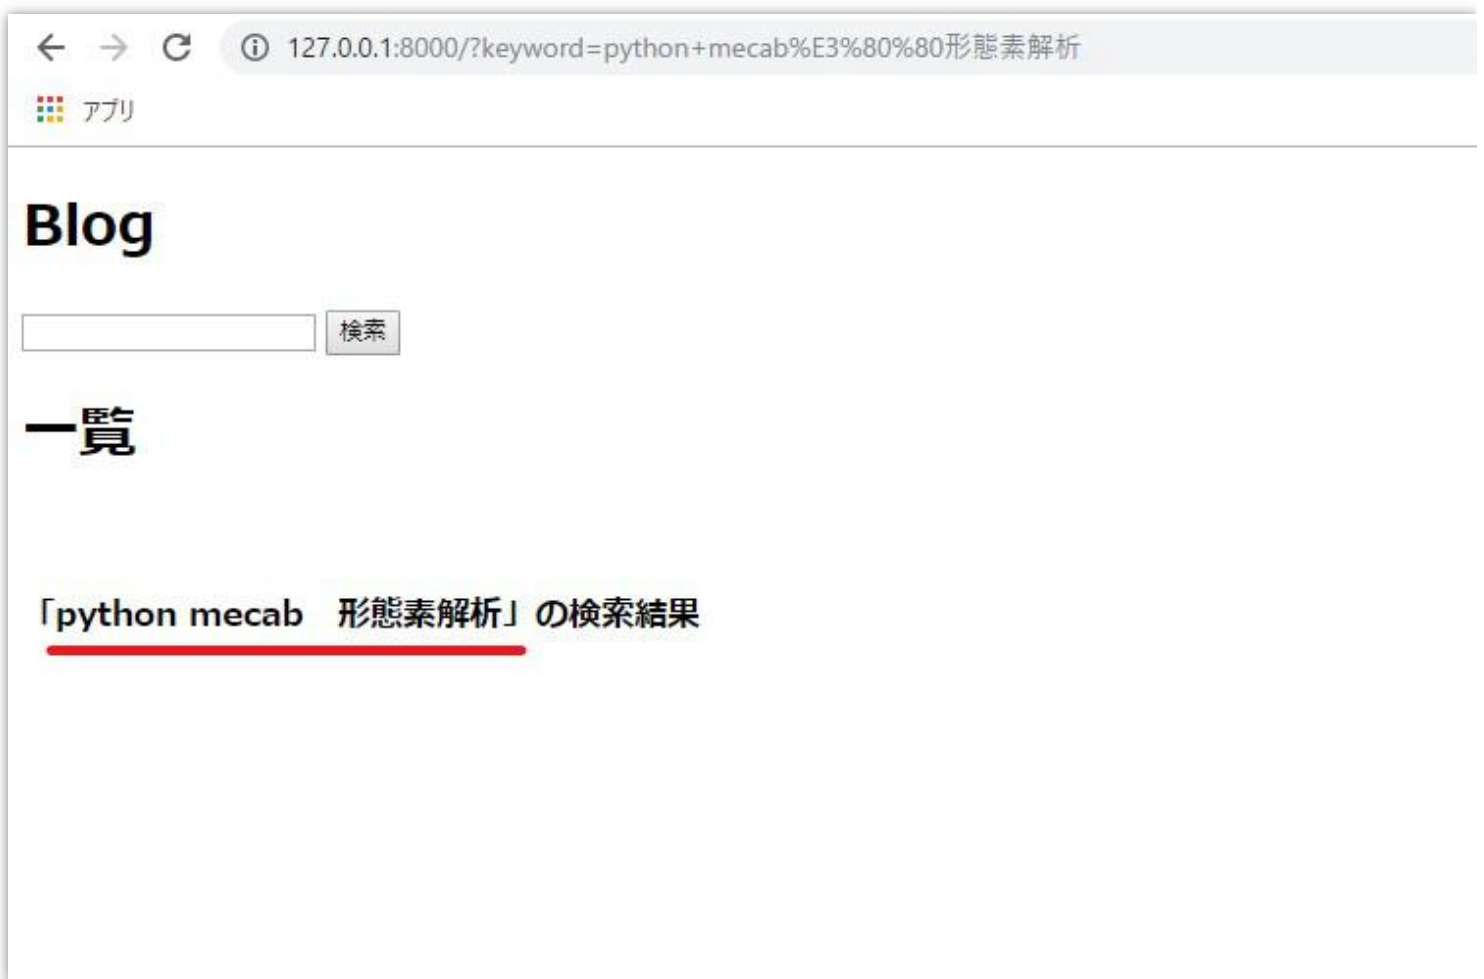 127.0.0.1:8000/?keyword=python+mecab%E3%80%80形態素解析
アプリ
Blog
検索
一覧
「python mecab　形態素解析」の検索結果